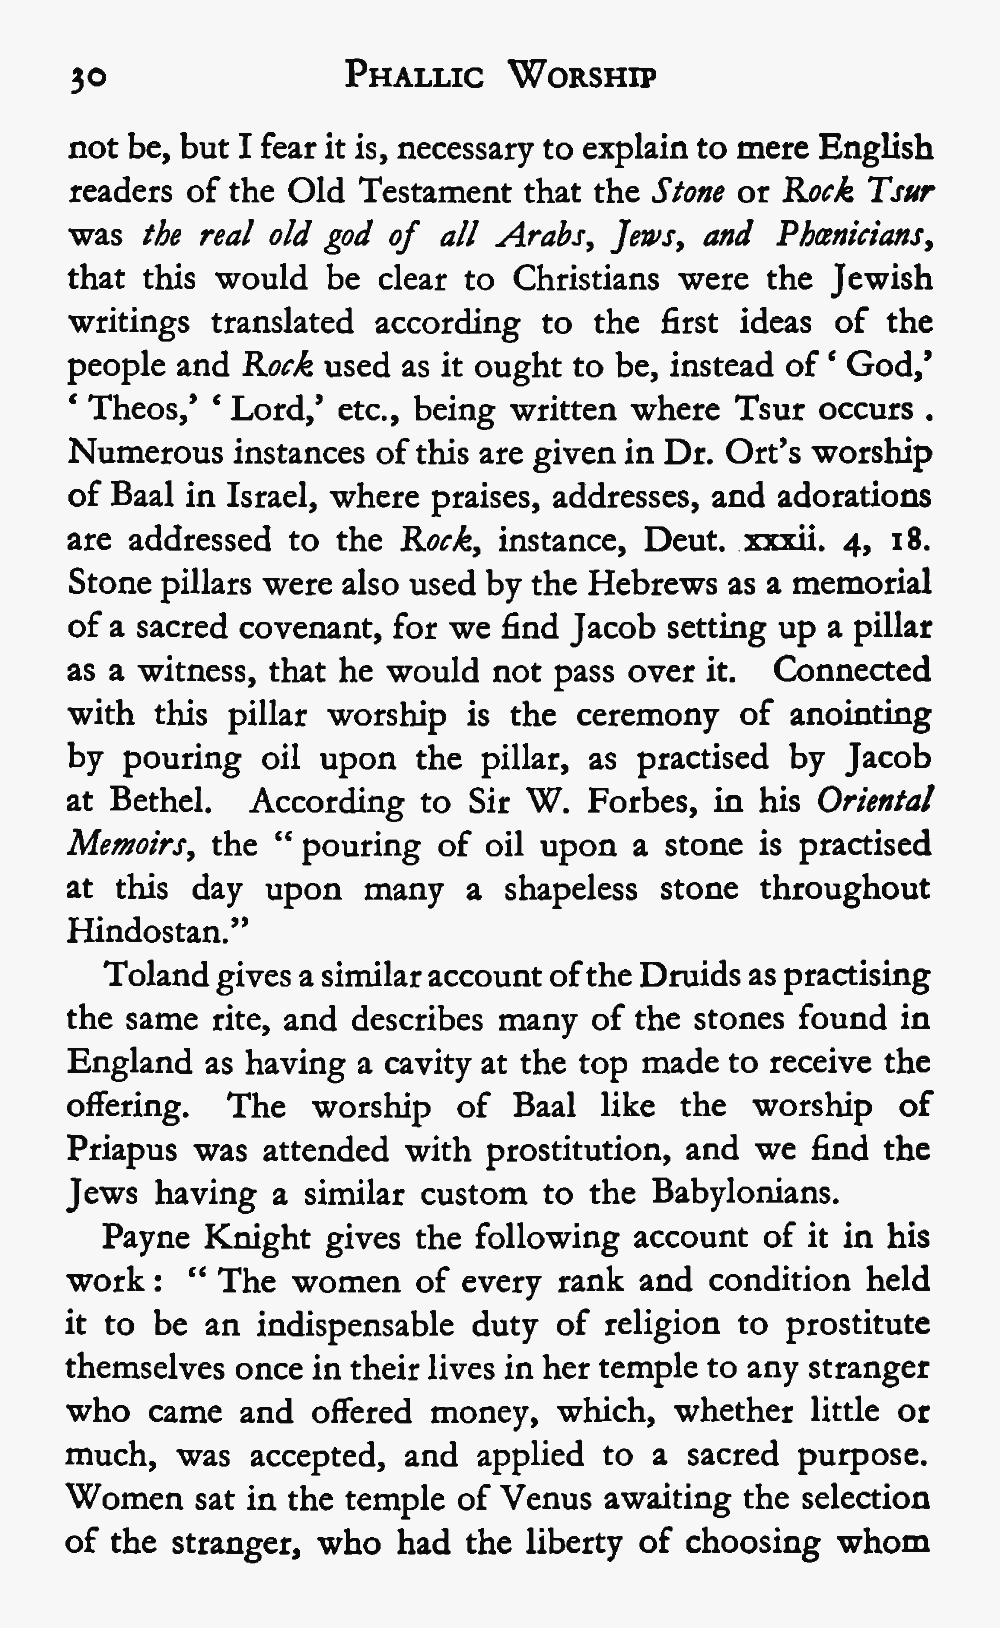 30 PHALLIC WORSHIP
not be, but I fear it is, necessary to explain to mere English
readers of the Old Testament that the Stone or Rock Tsur
was the real old god of all Arabs, Jews, and Phœnicians,
that this would be clear to Christians were the Jewish
writings translated according to the first ideas of the
people and Rock used as it ought to be, instead of ‘ God,’
‘ Theos,’ ‘ Lord,’ etc., being written where Tsur occurs .
Numerous instances of this are given in Dr. Ort’s worship
of Baal in Israel, where praises, addresses, and adorations
are addressed to the Rock, instance, Deut. xxxii. 4, 18.
Stone pillars were also used by the Hebrews as a memorial
of a sacred covenant, for we find Jacob setting up a pillar
as a witness, that he would not pass over it. Connected
with this pillar worship is the ceremony of anointing
by pouring oil upon the pillar, as practised by Jacob
at Bethel. According to Sir W. Forbes, in his Oriental
Memoirs, the “ pouring of oil upon a stone is practised
at this day upon many a shapeless stone throughout
Hindostan.”
Toland gives a similar account of the Druids as practising
the same rite, and describes many of the stones found in
England as having a cavity at the top made to receive the
offering. The worship of Baal like the worship of
Priapus was attended with prostitution, and we find the
Jews having a similar custom to the Babylonians.
Payne Knight gives the following account of it in his
work : “ The women of every rank and condition held
it to be an indispensable duty of religion to prostitute
themselves once in their lives in her temple to any stranger
who came and offered money, which, whether little or
much, was accepted, and applied to a sacred purpose.
Women sat in the temple of Venus awaiting the selection
of the stranger, who had the liberty of choosing whom